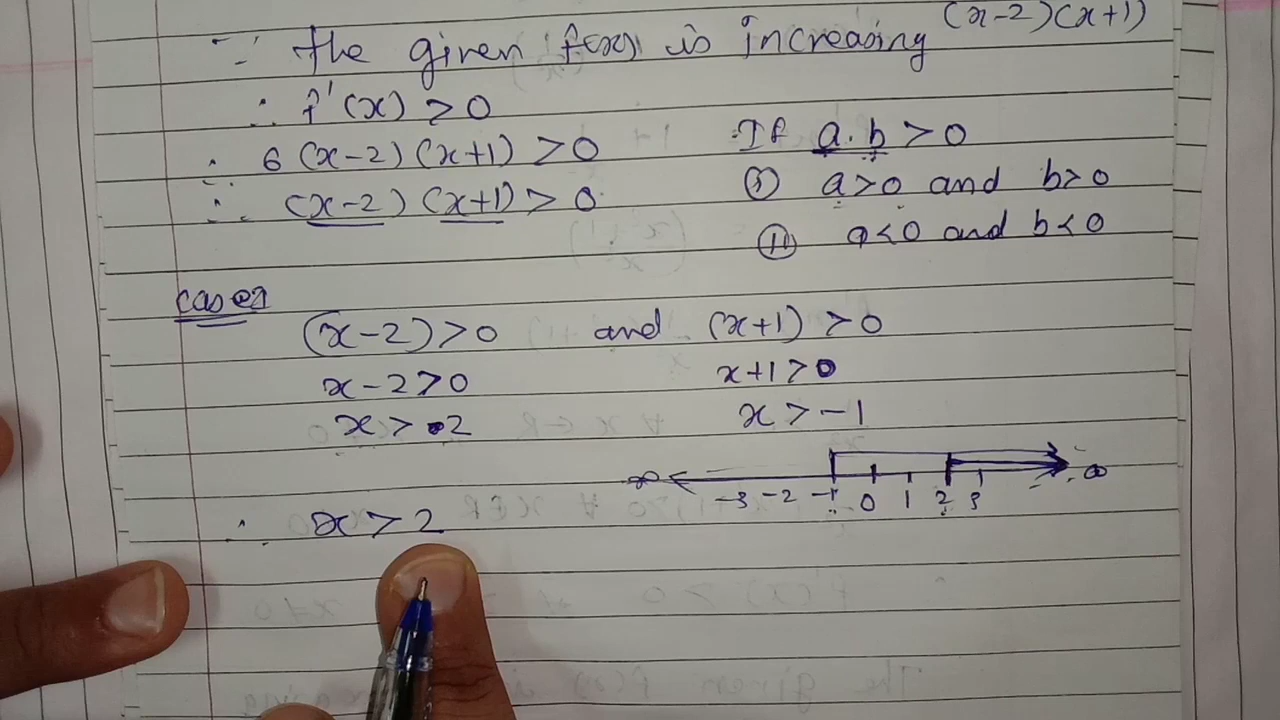 (x-2)(x+1)
∵ The given f(x) is increasing
∴ f'(x) > 0
∴ 6 (x-2) (x+1) > 0
∴ (x-2) (x+1) > 0
If a.b > 0
(i) a>0 and b>0
(ii) a<0 and b<0
case1
(x-2) > 0 and (x+1) > 0
x-2>0 x+1>0
x > 2 x > -1
-∞ -3 -2 -1 0 1 2 3 ∞
∴ x > 2